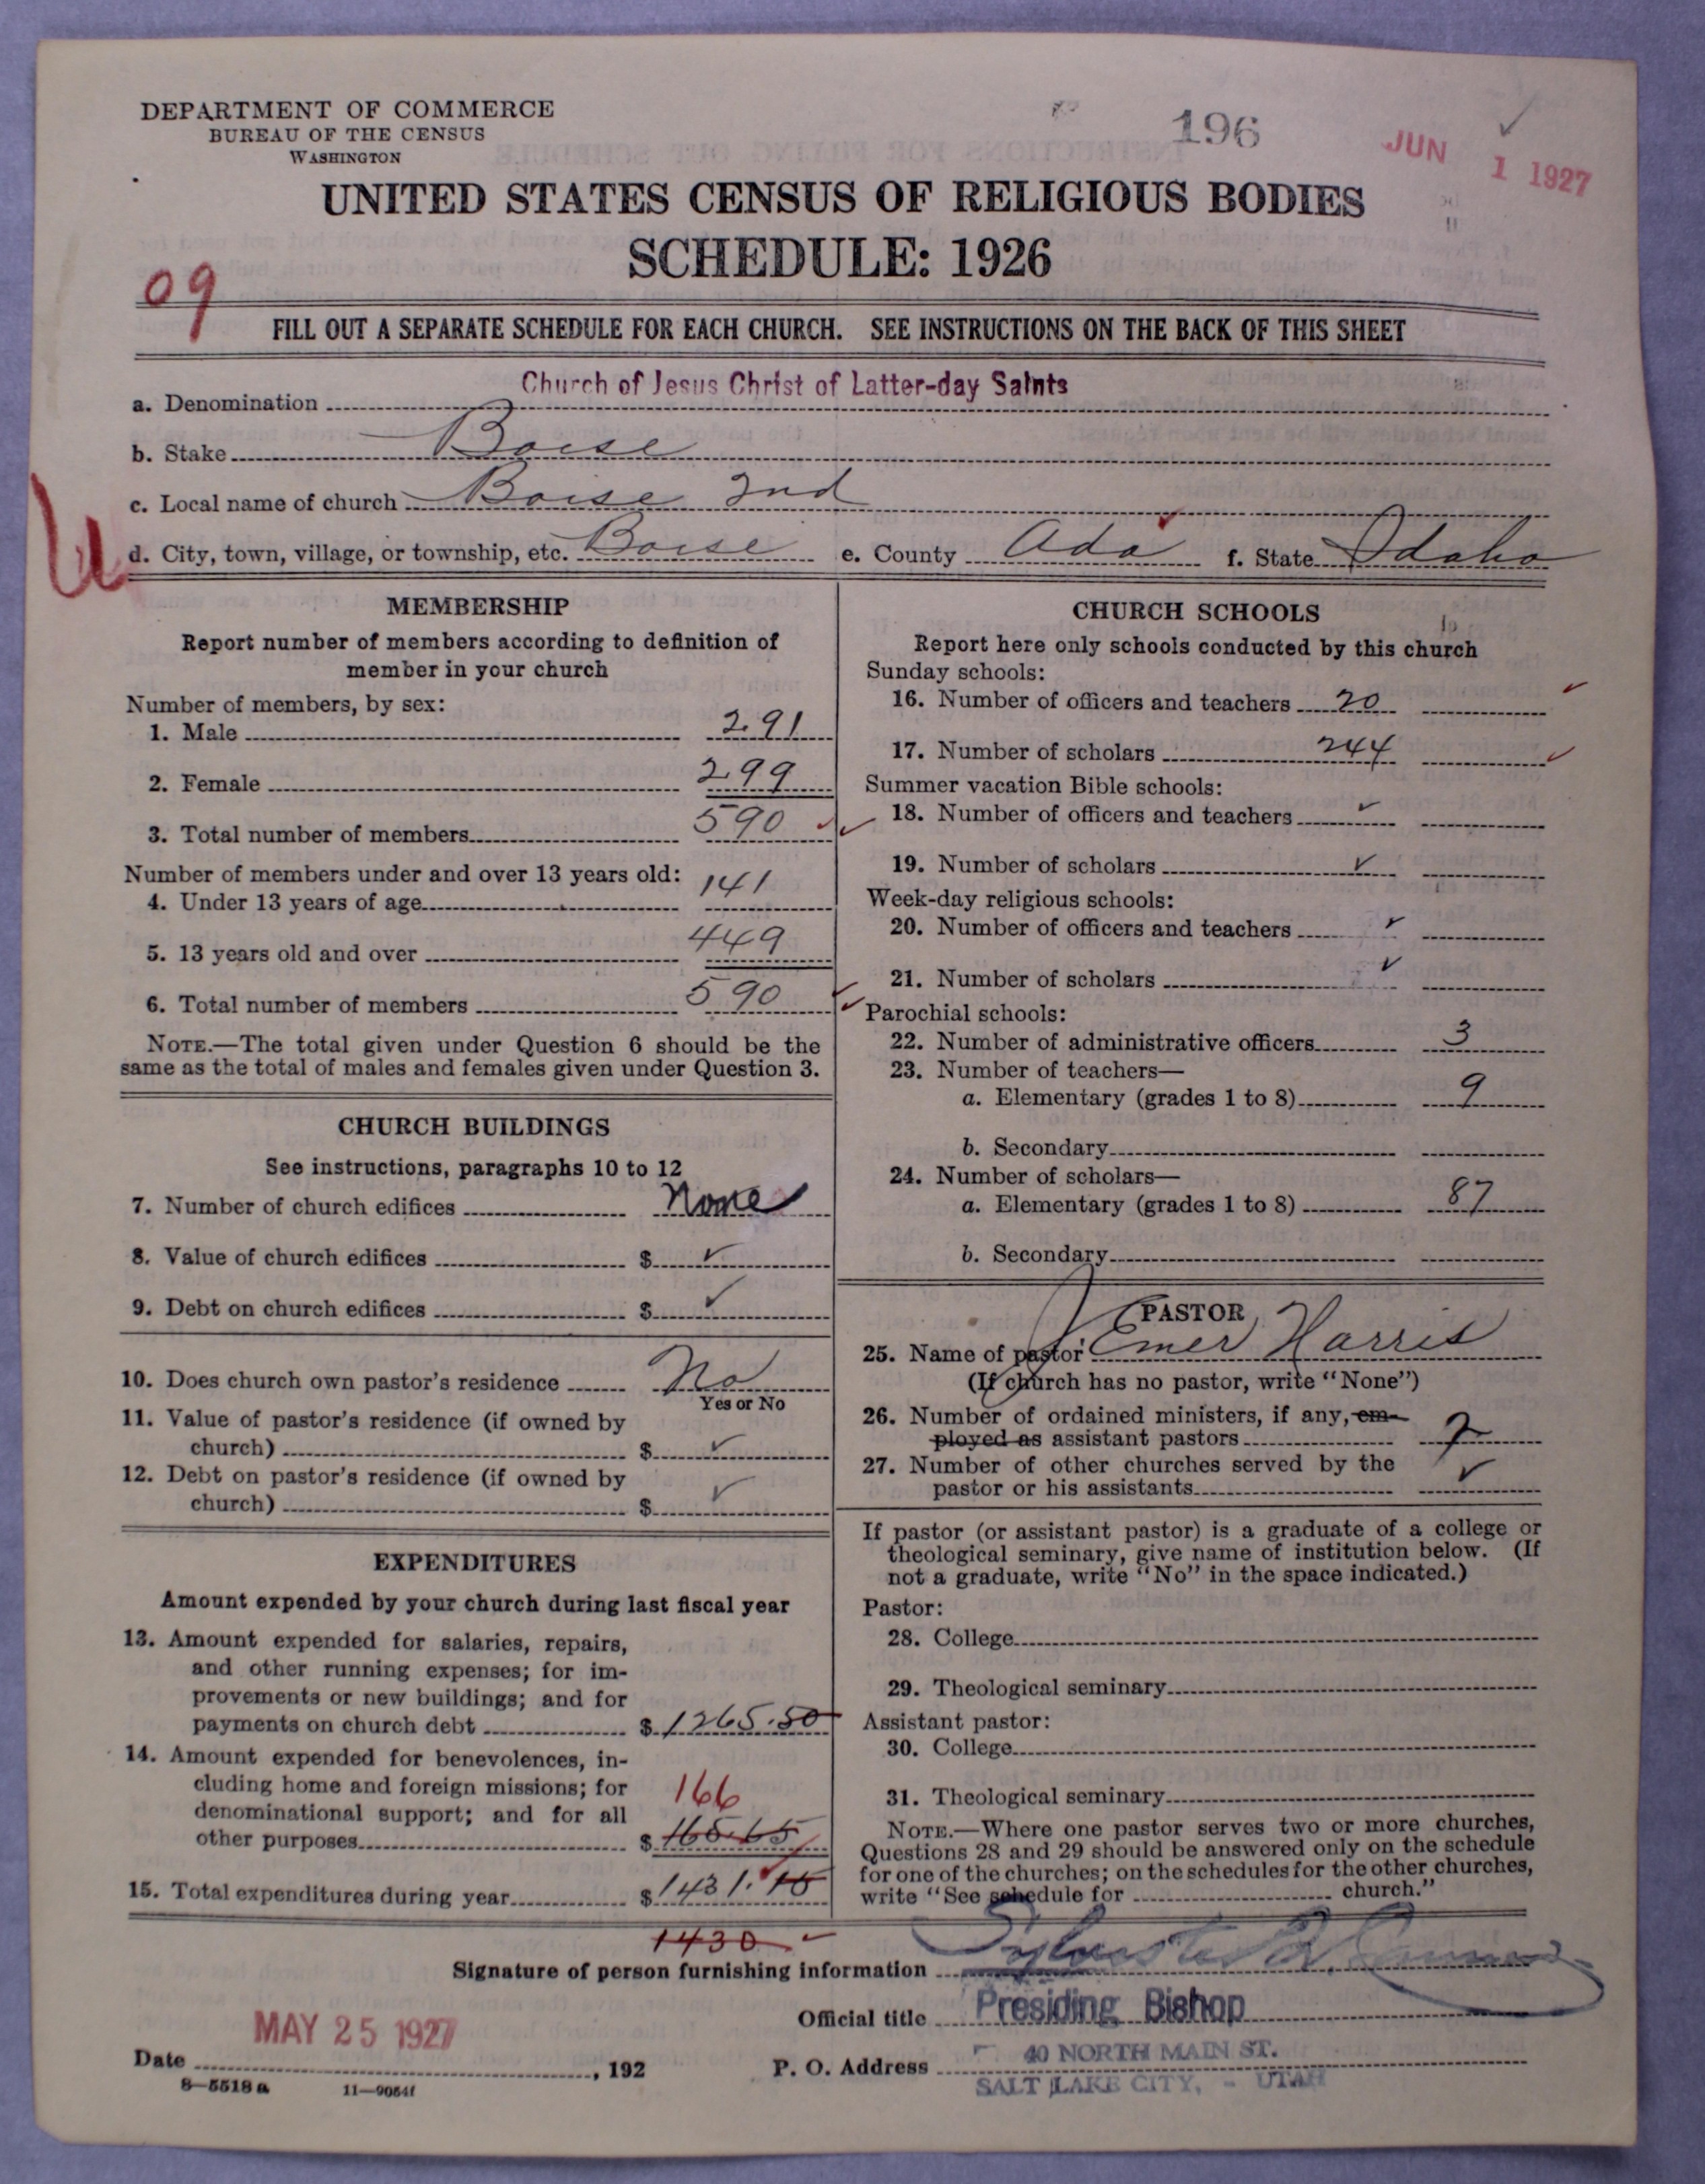 DEPARTMENT OF COMMERCE
BUREAU OF THE CENSUS
WASHINGTON
196
JUN 1 1927
UNITED STATES CENSUS OF RELIGIOUS BODIES
SCHEDULE: 1926
09
FILL OUT A SEPARATE SCHEDULE FOR EACH CHURCH. SEE INSTRUCTIONS ON THE BACK OF THIS SHEET
a. Denomination Church of Jesus Christ of Latter-day Saints
b. Stake Boise
c. Local name of church Boise 2nd
U
d. City, town, village, or township, etc. Boise e. County Ada f. State Idaho
MEMBERSHIP
Report number of members according to definition of
member in your church
Number of members, by sex:
1. Male 291
2. Female 299
3. Total number of members 590
Number of members under and over 13 years old:
4. Under 13 years of age 141
5. 13 years old and over 449
6. Total number of members 590
NOTE.—The total given under Question 6 should be the
same as the total of males and females given under Question 3.
CHURCH BUILDINGS
See instructions, paragraphs 10 to 12
7. Number of church edifices None
8. Value of church edifices $ ✓
9. Debt on church edifices $ ✓
10. Does church own pastor's residence No
Yes or No
11. Value of pastor's residence (if owned by
church) $ ✓
12. Debt on pastor's residence (if owned by
church) $ ✓
EXPENDITURES
Amount expended by your church during last fiscal year
13. Amount expended for salaries, repairs,
and other running expenses; for im-
provements or new buildings; and for
payments on church debt $ 1265.50
14. Amount expended for benevolences, in-
cluding home and foreign missions; for
166
denominational support; and for all
other purposes $ 165.65
15. Total expenditures during year $ 1431.15
1430
CHURCH SCHOOLS
Report here only schools conducted by this church
Sunday schools:
16. Number of officers and teachers 20
17. Number of scholars 244
Summer vacation Bible schools:
18. Number of officers and teachers ✓
19. Number of scholars ✓
Week-day religious schools:
20. Number of officers and teachers ✓
21. Number of scholars ✓
Parochial schools:
22. Number of administrative officers 3
23. Number of teachers—
a. Elementary (grades 1 to 8) 9
b. Secondary
24. Number of scholars—
a. Elementary (grades 1 to 8) 87
b. Secondary
PASTOR
25. Name of pastor J. Emer Harris
(If church has no pastor, write "None")
26. Number of ordained ministers, if any, em-
ployed as assistant pastors 2
27. Number of other churches served by the
pastor or his assistants ✓
If pastor (or assistant pastor) is a graduate of a college or
theological seminary, give name of institution below. (If
not a graduate, write "No" in the space indicated.)
Pastor:
28. College
29. Theological seminary
Assistant pastor:
30. College
31. Theological seminary
NOTE.—Where one pastor serves two or more churches,
Questions 28 and 29 should be answered only on the schedule
for one of the churches; on the schedules for the other churches,
write "See schedule for church."
Signature of person furnishing information Sylvester Q. Cannon
Official title Presiding Bishop
MAY 25 1927
Date , 192
P. O. Address 40 NORTH MAIN ST.
SALT LAKE CITY, - UTAH
8—5518 a 11—9054f